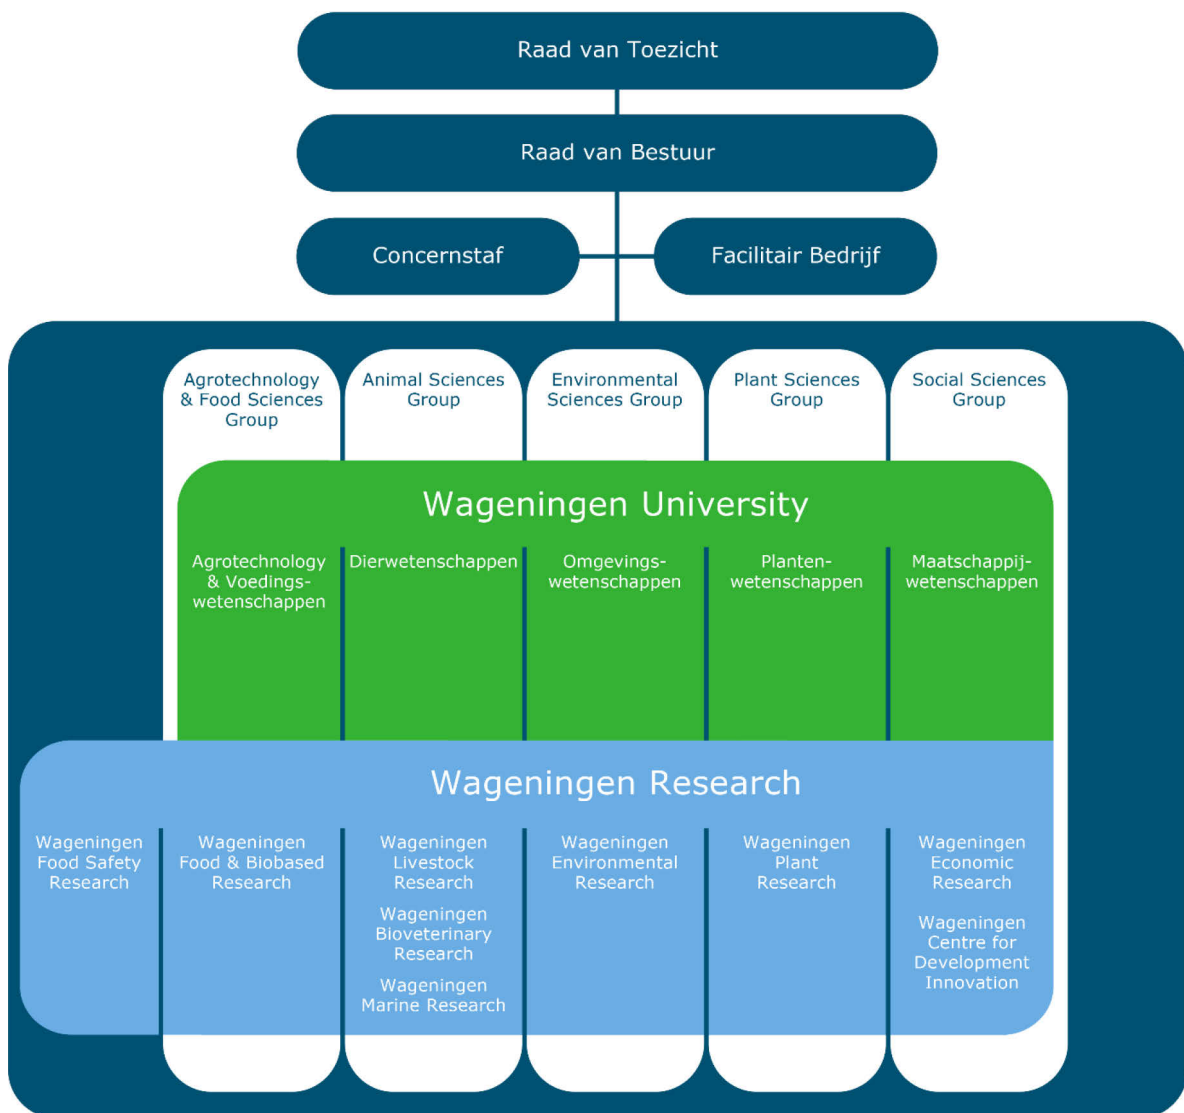 Raad van Toezicht
Raad van Bestuur
Concernstaf
Facilitair Bedrijf
Agrotechnology
& Food Sciences
Group
Animal Sciences
Group
Environmental
Sciences Group
Plant Sciences
Group
Social Sciences
Group
Wageningen University
Agrotechnology
& Voedings-
wetenschappen
Dierwetenschappen
Omgevings-
wetenschappen
Planten-
wetenschappen
Maatschappij-
wetenschappen
Wageningen Research
Wageningen
Food Safety
Research
Wageningen
Food & Biobased
Research
Wageningen
Livestock
Research
Wageningen
Bioveterinary
Research
Wageningen
Marine Research
Wageningen
Environmental
Research
Wageningen
Plant
Research
Wageningen
Economic
Research
Wageningen
Centre for
Development
Innovation